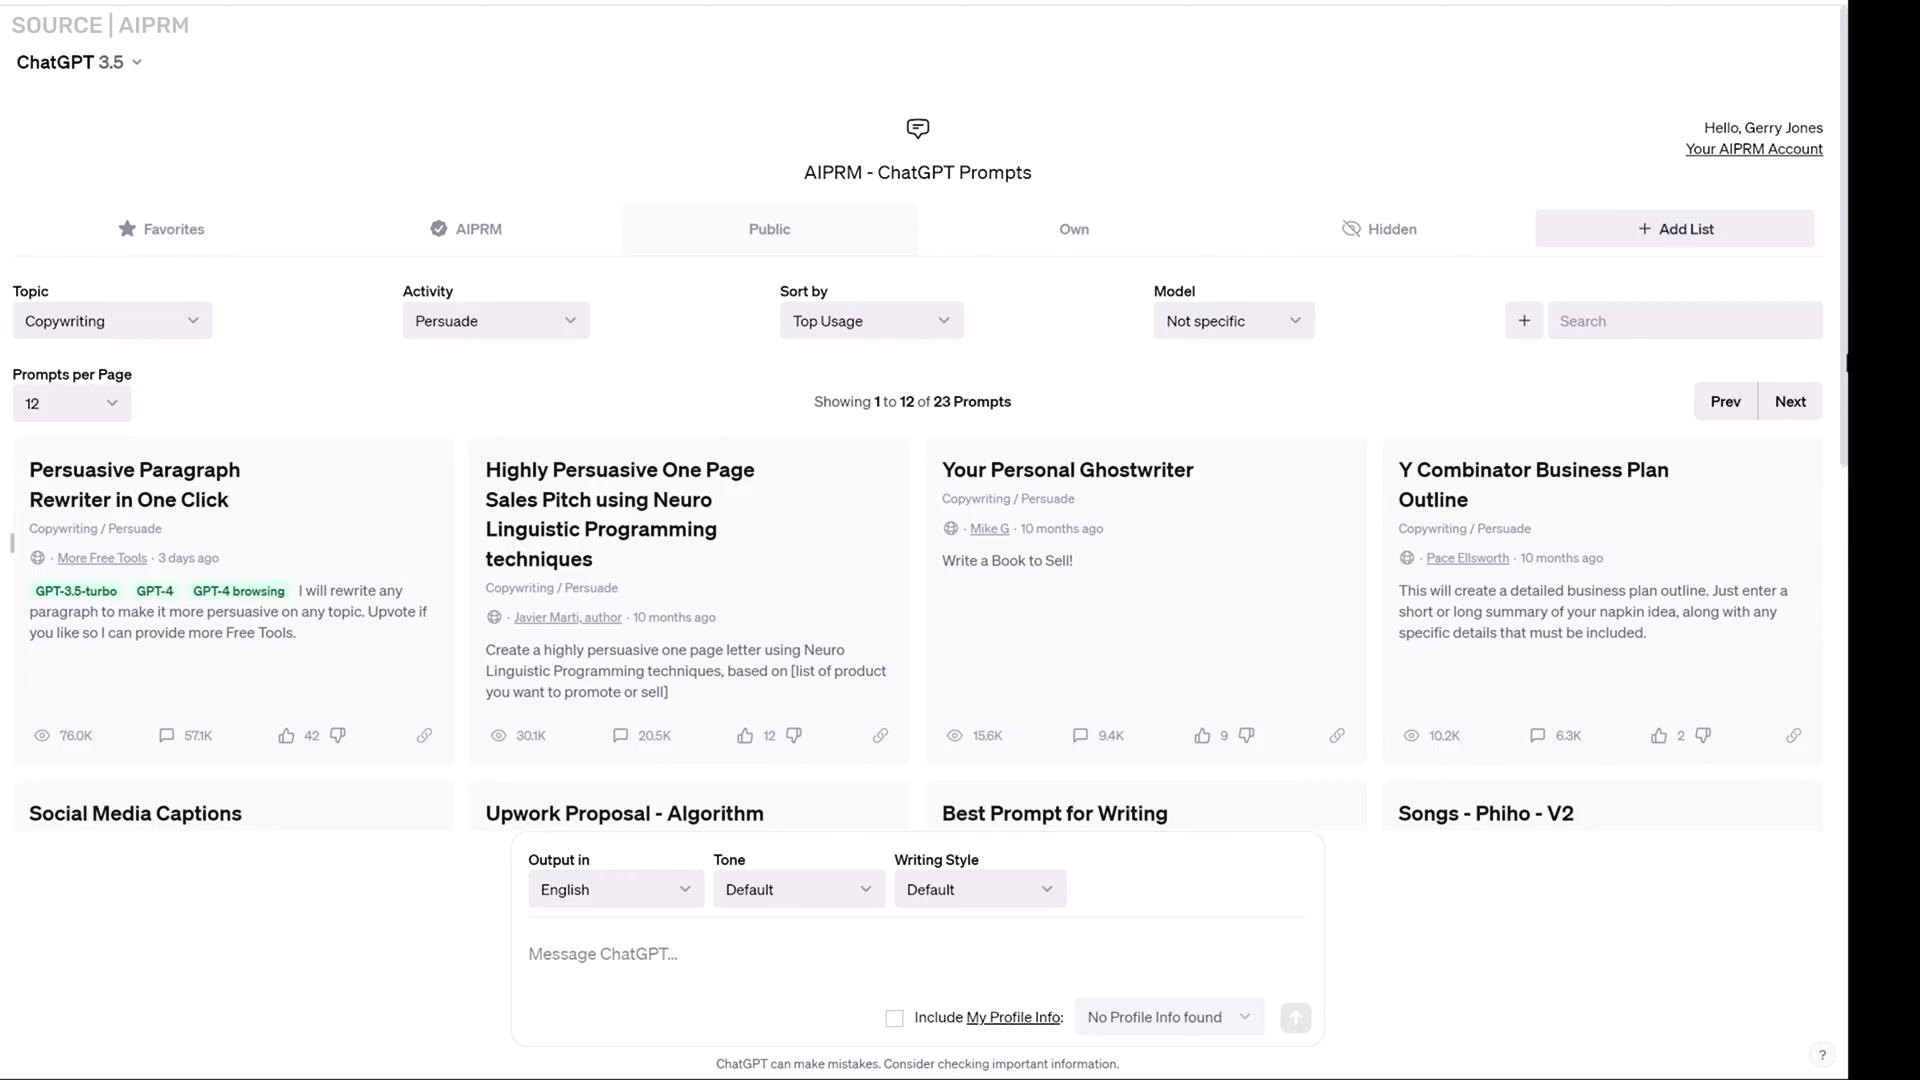 SOURCE | AIPRM
ChatGPT 3.5
Hello, Gerry Jones
Your AIPRM Account
AIPRM - ChatGPT Prompts
Favorites
AIPRM
Public
Own
Hidden
+ Add List
Topic
Activity
Sort by
Model
Copywriting
Persuade
Top Usage
Not specific
+
Search
Prompts per Page
12
Showing 1 to 12 of 23 Prompts
Prev
Next
Persuasive Paragraph
Rewriter in One Click
Copywriting / Persuade
· More Free Tools · 3 days ago
GPT-3.5-turbo GPT-4 GPT-4 browsing I will rewrite any
paragraph to make it more persuasive on any topic. Upvote if
you like so I can provide more Free Tools.
76.0K
57.1K
42
Highly Persuasive One Page
Sales Pitch using Neuro
Linguistic Programming
techniques
Copywriting / Persuade
· Javier Marti, author · 10 months ago
Create a highly persuasive one page letter using Neuro
Linguistic Programming techniques, based on [list of product
you want to promote or sell]
30.1K
20.5K
12
Your Personal Ghostwriter
Copywriting / Persuade
· Mike G · 10 months ago
Write a Book to Sell!
15.6K
9.4K
9
Y Combinator Business Plan
Outline
Copywriting / Persuade
· Pace Ellsworth · 10 months ago
This will create a detailed business plan outline. Just enter a
short or long summary of your napkin idea, along with any
specific details that must be included.
10.2K
6.3K
2
Social Media Captions
Upwork Proposal - Algorithm
Best Prompt for Writing
Songs - Phiho - V2
Output in
Tone
Writing Style
English
Default
Default
Message ChatGPT...
Include My Profile Info:
No Profile Info found
ChatGPT can make mistakes. Consider checking important information.
?